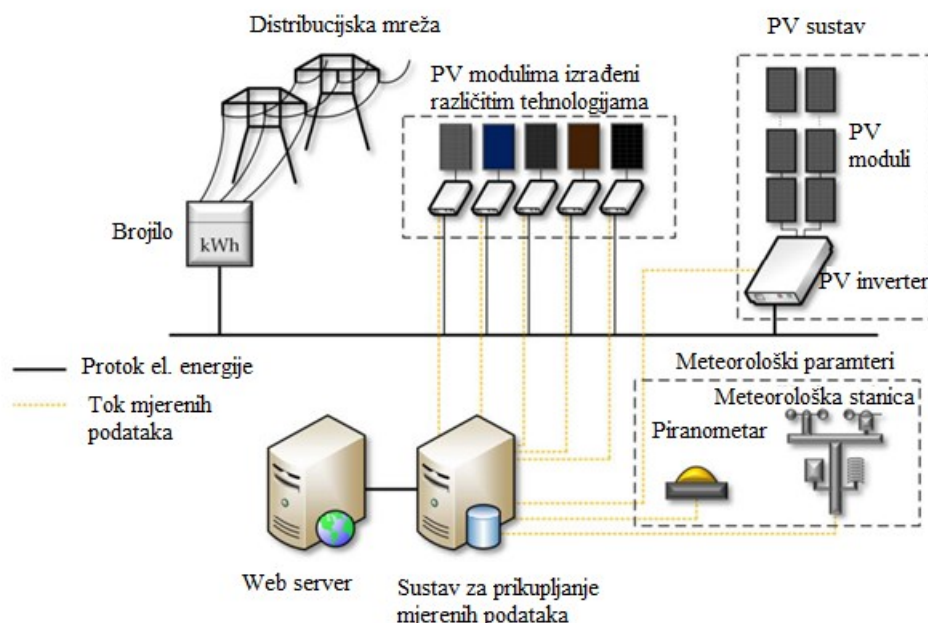 Distribucijska mreža
PV sustav
PV modulima izrađeni
različitim tehnologijama
PV
moduli
Brojilo
kWh
PV inverter
Protok el. energije
Meteorološki paramteri
Tok mjerenih
podataka
Meteorološka stanica
Piranometar
Web server
Sustav za prikupljanje
mjerenih podataka